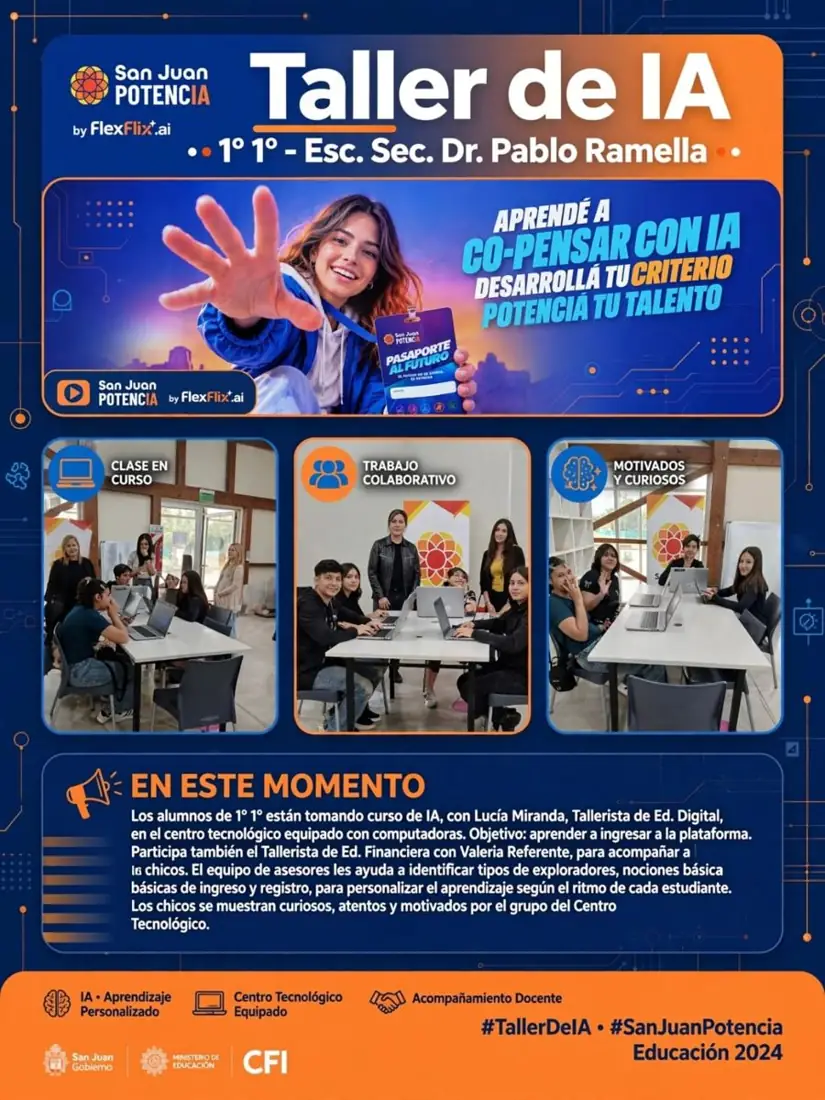 San Juan
POTENCIA
by FlexFlix.ai
Taller de IA
• • 1° 1° - Esc. Sec. Dr. Pablo Ramella • •
APRENDÉ A
CO-PENSAR CON IA
DESARROLLÁ TU CRITERIO
POTENCIÁ TU TALENTO
San Juan
POTENCIA
PASAPORTE
AL FUTURO
San Juan
POTENCIA
by FlexFlix.ai
CLASE EN
CURSO
TRABAJO
COLABORATIVO
MOTIVADOS
Y CURIOSOS
EN ESTE MOMENTO
Los alumnos de 1° 1° están tomando curso de IA, con Lucía Miranda, Tallerista de Ed. Digital,
en el centro tecnológico equipado con computadoras. Objetivo: aprender a ingresar a la plataforma.
Participa también el Tallerista de Ed. Financiera con Valeria Referente, para acompañar a
chicos. El equipo de asesores les ayuda a identificar tipos de exploradores, nociones básica
básicas de ingreso y registro, para personalizar el aprendizaje según el ritmo de cada estudiante.
Los chicos se muestran curiosos, atentos y motivados por el grupo del Centro
Tecnológico.
IA • Aprendizaje
Personalizado
Centro Tecnológico
Equipado
Acompañamiento Docente
#TallerDeIA • #SanJuanPotencia
Educación 2024
San Juan
Gobierno
MINISTERIO DE
EDUCACIÓN
CFI